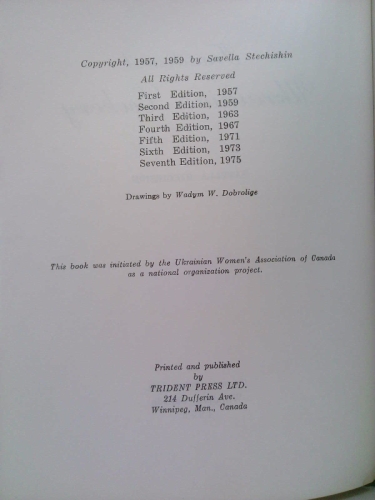 Copyright, 1957, 1959 by Savella Stechishin
All Rights Reserved
First Edition, 1957
Second Edition, 1959
Third Edition, 1963
Fourth Edition, 1967
Fifth Edition, 1971
Sixth Edition, 1973
Seventh Edition, 1975
Drawings by Wadym W. Dobrolige
This book was initiated by the Ukrainian Women's Association of Canada
as a national organization project.
Printed and published
by
TRIDENT PRESS LTD.
214 Dufferin Ave.
Winnipeg, Man., Canada